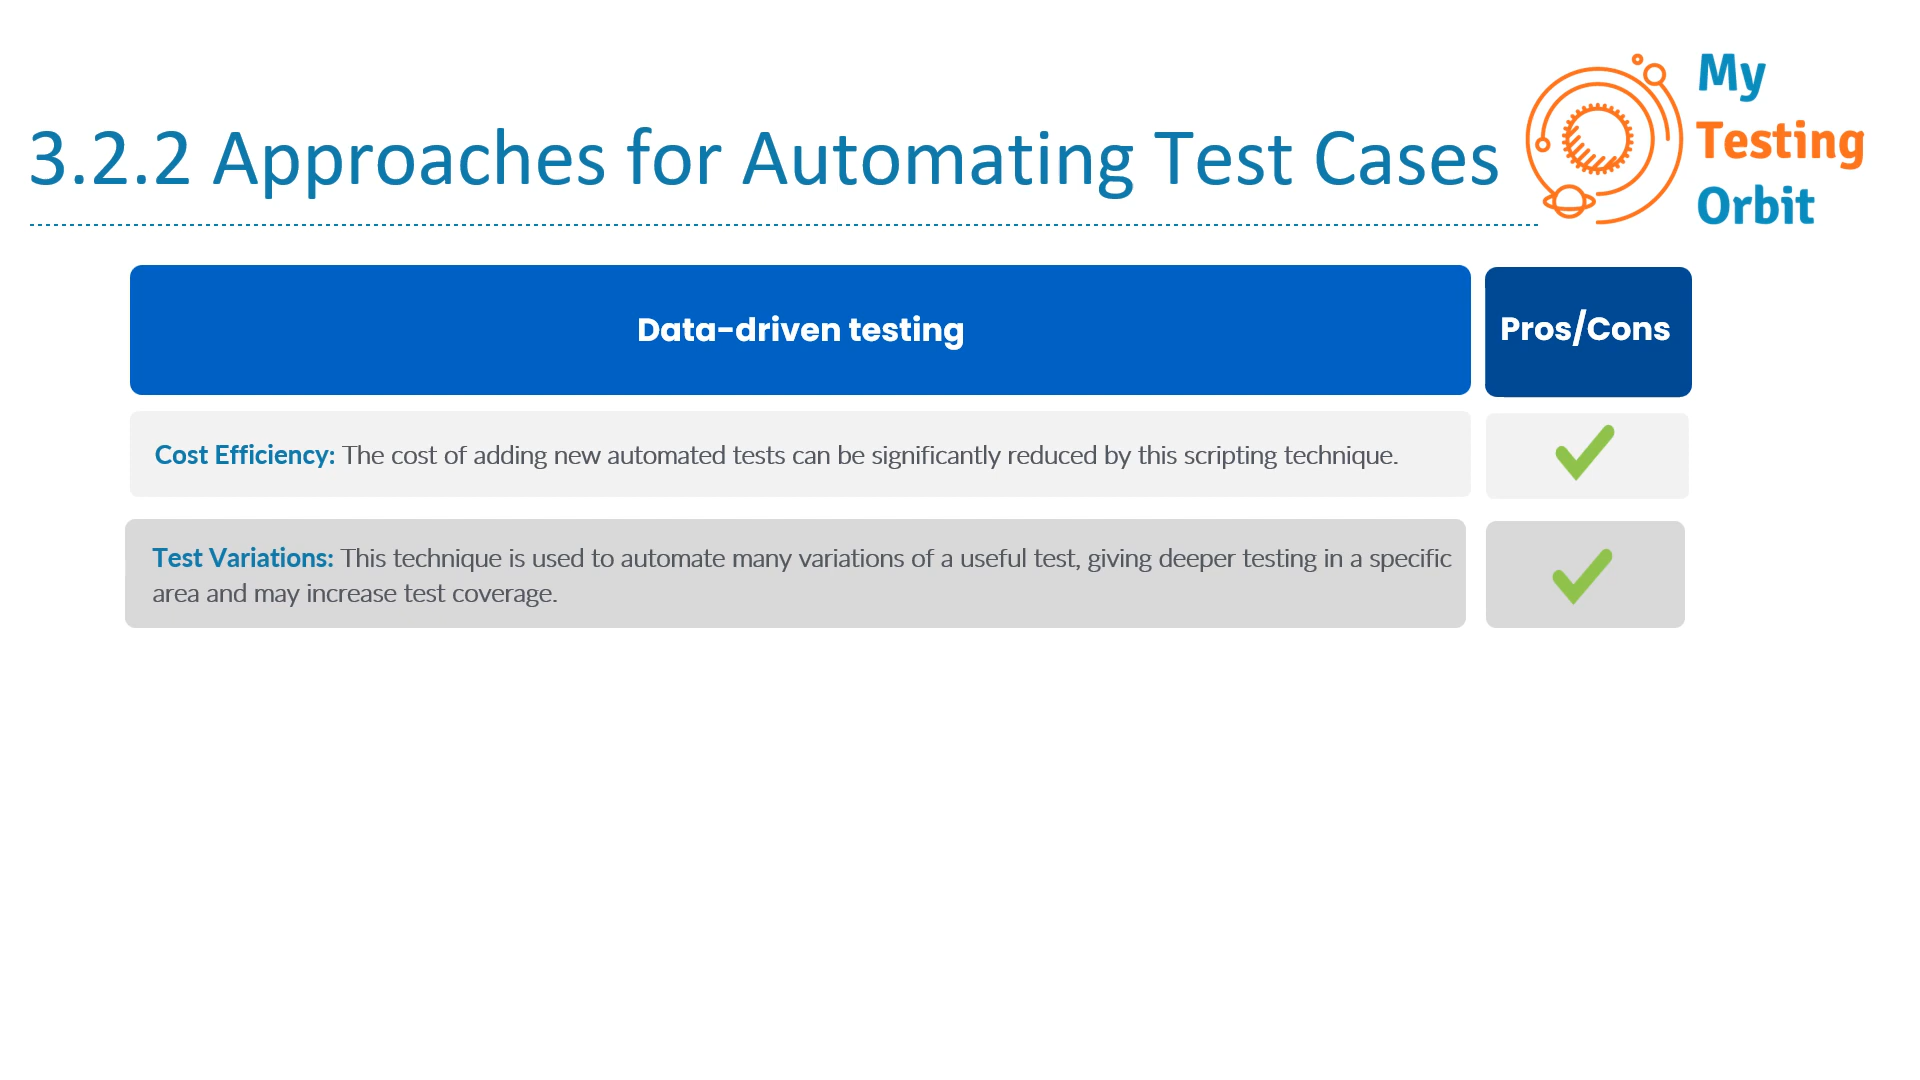 My
Testing
Orbit
3.2.2 Approaches for Automating Test Cases
Data-driven testing
Pros/Cons
Cost Efficiency: The cost of adding new automated tests can be significantly reduced by this scripting technique.
Test Variations: This technique is used to automate many variations of a useful test, giving deeper testing in a specific
area and may increase test coverage.